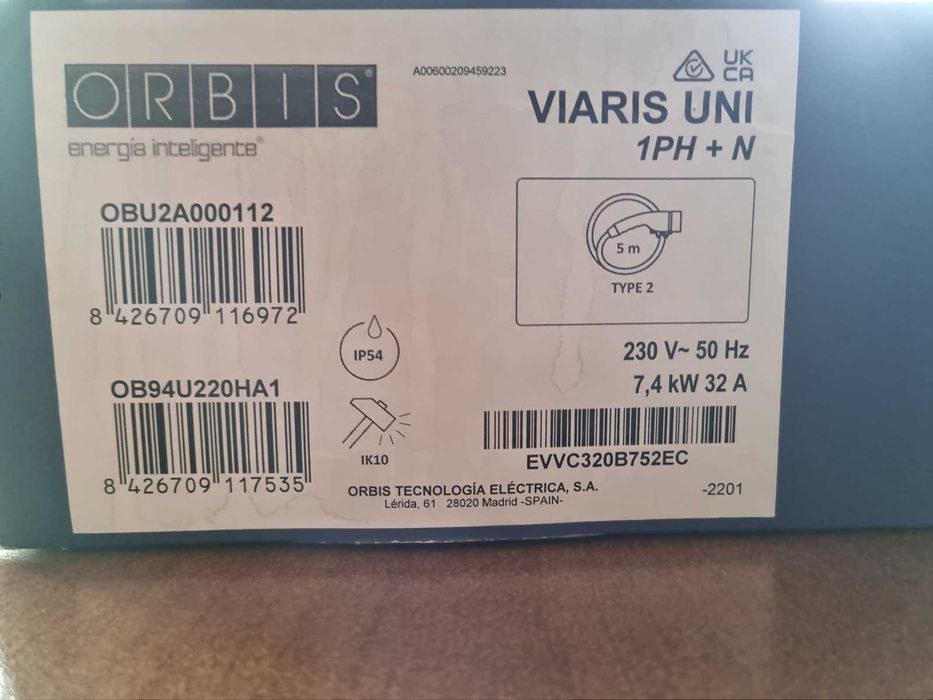 ORBIS®
energía inteligente®
A00600209459223
UK
CA
VIARIS UNI
1PH + N
OBU2A000112
8 426709 116972
5 m
TYPE 2
IP54
230 V~ 50 Hz
7,4 kW 32 A
OB94U220HA1
8 426709 117535
IK10
EVVC320B752EC
ORBIS TECNOLOGÍA ELÉCTRICA, S.A.
Lérida, 61 28020 Madrid -SPAIN-
-2201